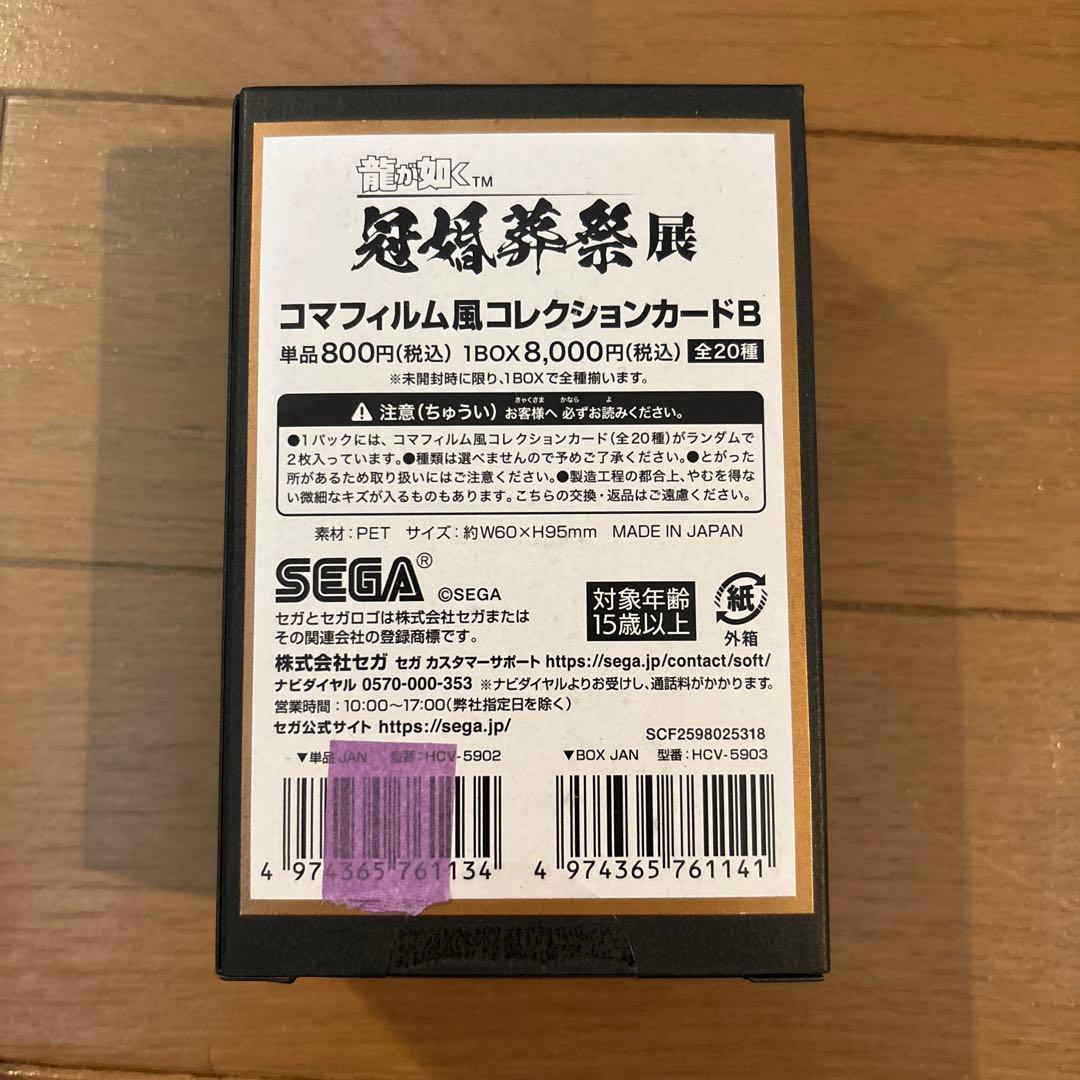 龍が如く™
冠婚葬祭展
コマフィルム風コレクションカードB
単品800円(税込) 1BOX8,000円(税込) 全20種
※未開封時に限り、1BOXで全種揃います。
きゃくさま かなら よ
⚠ 注意(ちゅうい) お客様へ 必ずお読みください。
●1パックには、コマフィルム風コレクションカード(全20種)がランダムで
2枚入っています。●種類は選べませんので予めご了承ください。●とがった
所があるため取り扱いにはご注意ください。●製造工程の都合上、やむを得な
い微細なキズが入るものもあります。こちらの交換・返品はご遠慮ください。
素材:PET サイズ:約W60×H95mm MADE IN JAPAN
SEGA® ©SEGA
セガとセガロゴは株式会社セガまたは
その関連会社の登録商標です。
対象年齢
15歳以上
紙
外箱
株式会社セガ セガ カスタマーサポート https://sega.jp/contact/soft/
ナビダイヤル 0570-000-353 ※ナビダイヤルよりお受けし、通話料がかかります。
営業時間:10:00〜17:00(弊社指定日を除く)
セガ公式サイト https://sega.jp/
SCF2598025318
▼単品JAN 型番:HCV-5902
▼BOX JAN 型番:HCV-5903
4 974365 761134
4 974365 761141